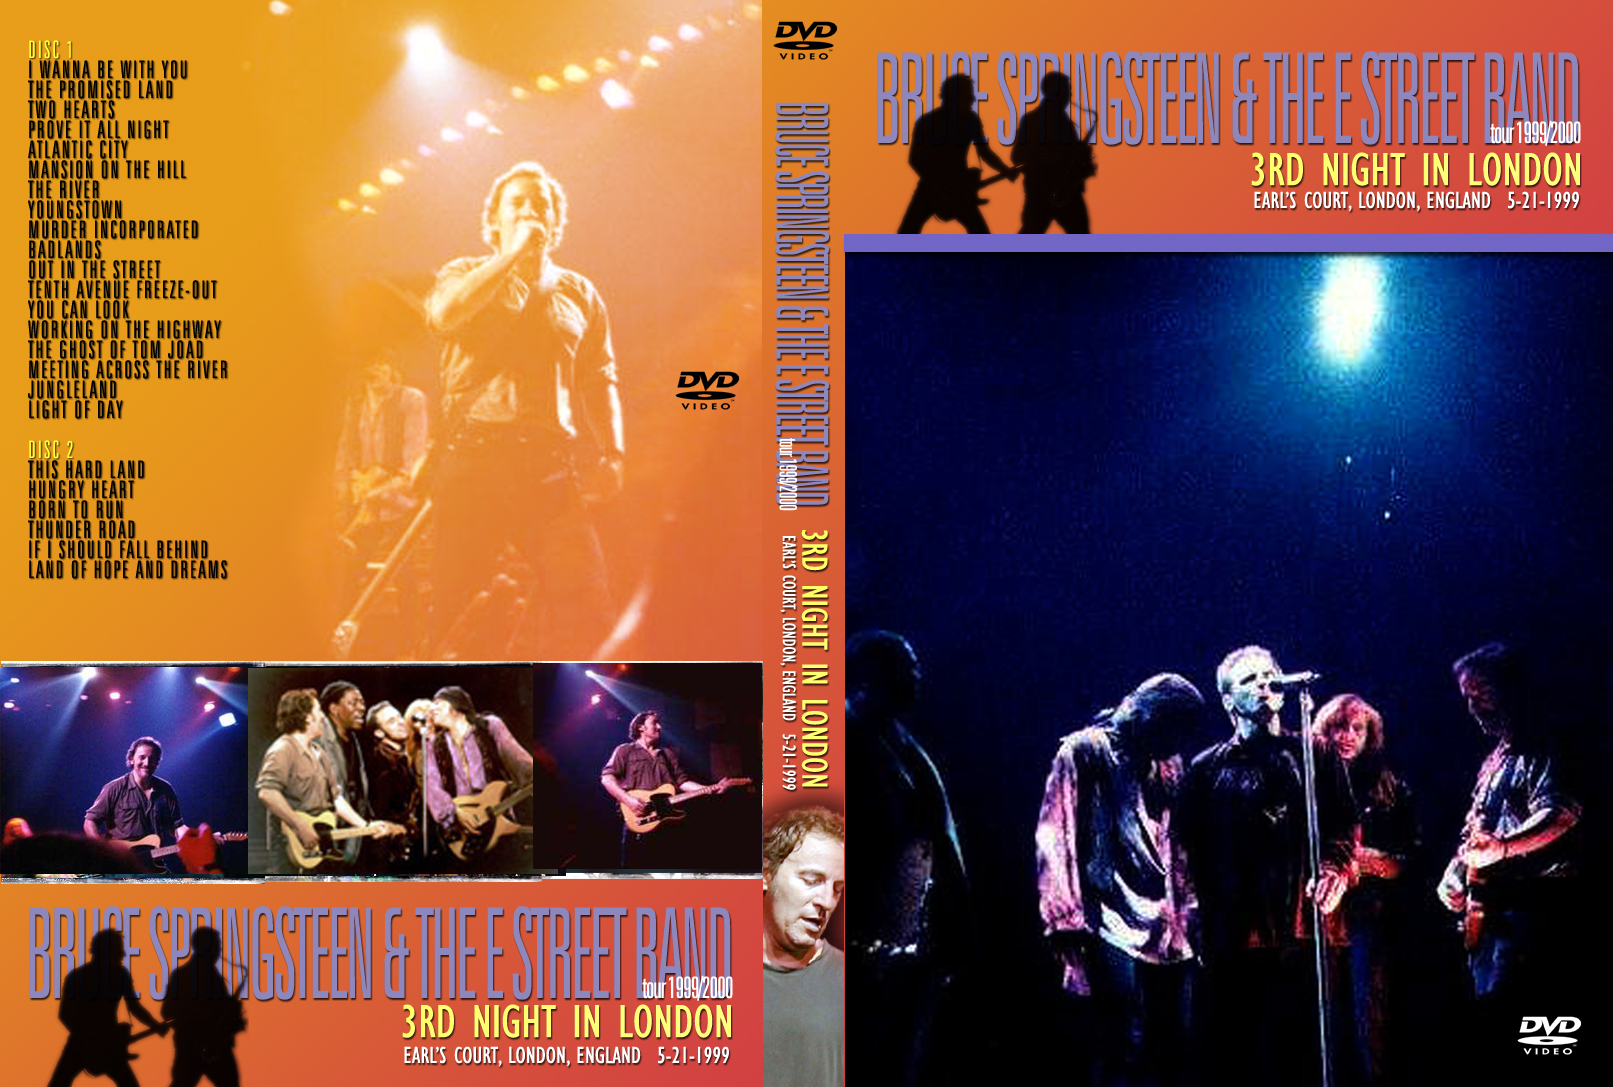 DISC 1
I WANNA BE WITH YOU
THE PROMISED LAND
TWO HEARTS
PROVE IT ALL NIGHT
ATLANTIC CITY
MANSION ON THE HILL
THE RIVER
YOUNGSTOWN
MURDER INCORPORATED
BADLANDS
OUT IN THE STREET
TENTH AVENUE FREEZE-OUT
YOU CAN LOOK
WORKING ON THE HIGHWAY
THE GHOST OF TOM JOAD
MEETING ACROSS THE RIVER
JUNGLELAND
LIGHT OF DAY
DISC 2
THIS HARD LAND
HUNGRY HEART
BORN TO RUN
THUNDER ROAD
IF I SHOULD FALL BEHIND
LAND OF HOPE AND DREAMS
DVD
VIDEO
BRUCE SPRINGSTEEN & THE E STREET BAND
tour 1999/2000
3RD NIGHT IN LONDON
EARL'S COURT, LONDON, ENGLAND 5-21-1999
DVD
VIDEO
BRUCE SPRINGSTEEN & THE E STREET BAND
tour 1999/2000
3RD NIGHT IN LONDON
EARL'S COURT, LONDON, ENGLAND 5-21-1999
BRUCE SPRINGSTEEN & THE E STREET BAND
tour 1999/2000
3RD NIGHT IN LONDON
EARL'S COURT, LONDON, ENGLAND 5-21-1999
DVD
VIDEO